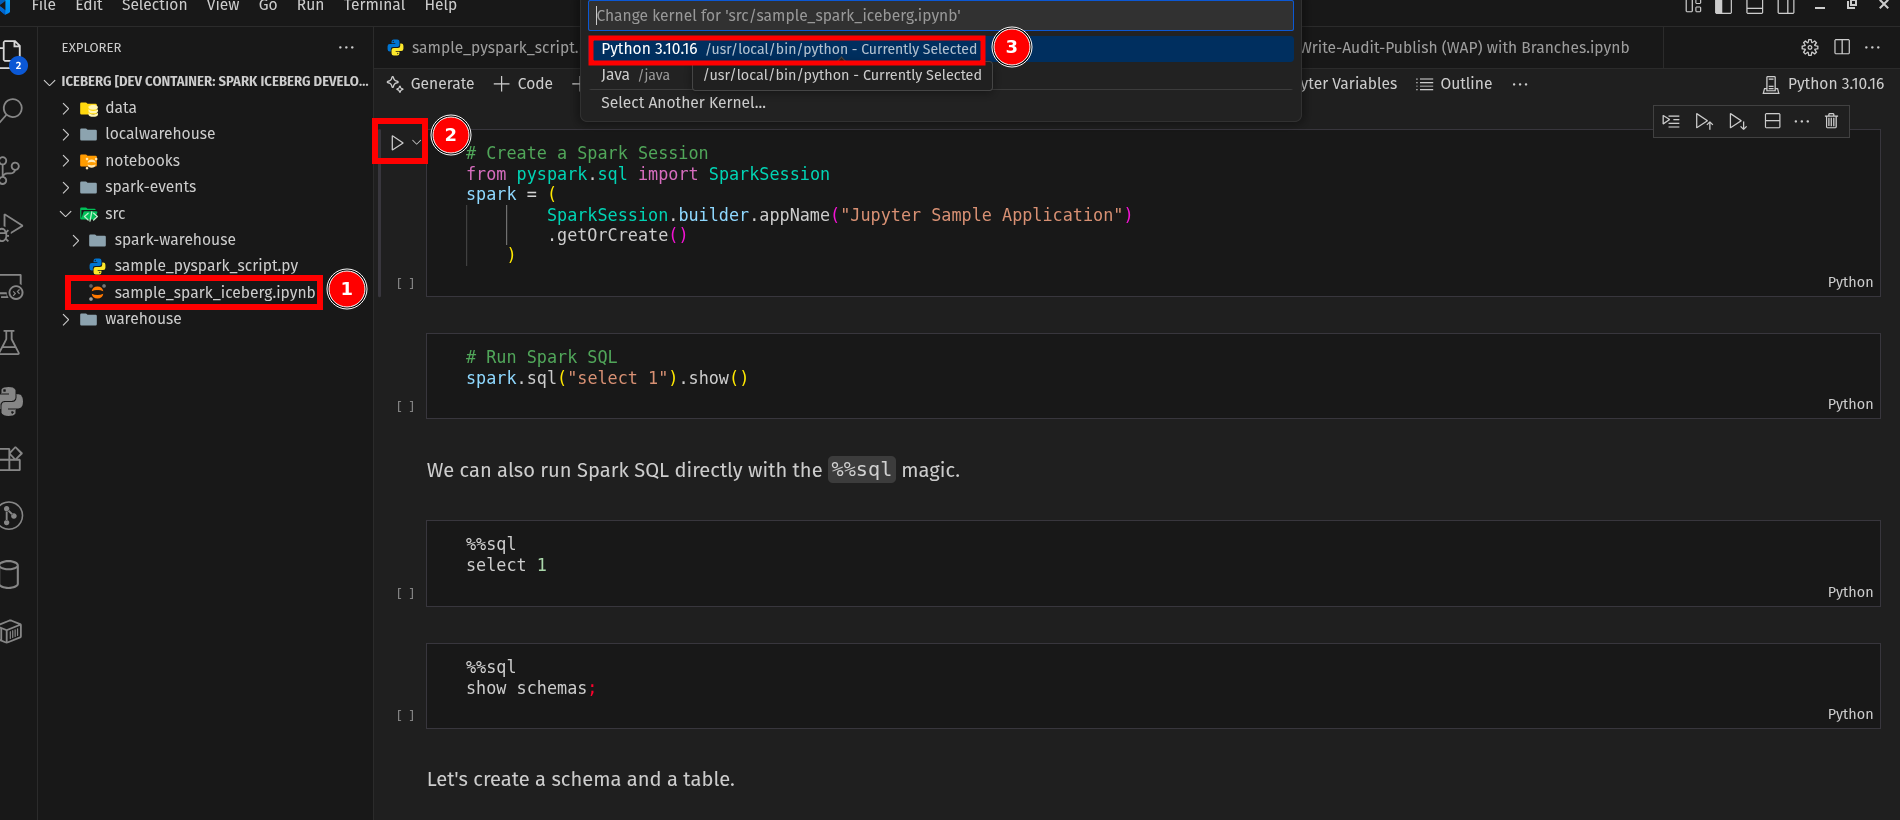 File Edit Selection View Go Run Terminal Help
Change kernel for 'src/sample_spark_iceberg.ipynb'
Python 3.10.16 /usr/local/bin/python - Currently Selected
3
Java /java
/usr/local/bin/python - Currently Selected
Select Another Kernel...
2
EXPLORER
ICEBERG [DEV CONTAINER: SPARK ICEBERG DEVELO...
data
localwarehouse
notebooks
spark-events
src
spark-warehouse
sample_pyspark_script.py
sample_spark_iceberg.ipynb
1
warehouse
sample_pyspark_script.
Write-Audit-Publish (WAP) with Branches.ipynb
Generate
Code
yter Variables
Outline
Python 3.10.16
2
# Create a Spark Session
from pyspark.sql import SparkSession
spark = (
SparkSession.builder.appName("Jupyter Sample Application")
.getOrCreate()
)
[ ]
Python
# Run Spark SQL
spark.sql("select 1").show()
[ ]
Python
We can also run Spark SQL directly with the %%sql magic.
%%sql
select 1
[ ]
Python
%%sql
show schemas;
[ ]
Python
Let's create a schema and a table.